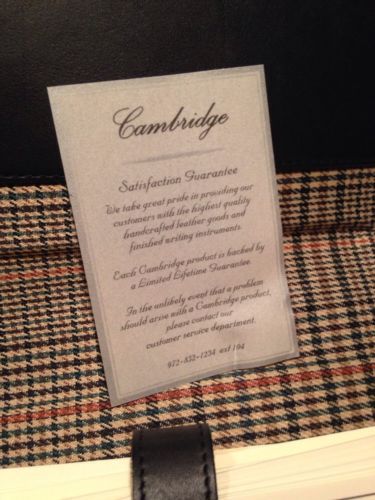 Cambridge
Satisfaction Guarantee
We take great pride in providing our
customers with the highest quality
handcrafted leather goods and
finished writing instruments.
Each Cambridge product is backed by
a Limited Lifetime Guarantee.
In the unlikely event that a problem
should arise with a Cambridge product,
please contact our
customer service department.
972-832-1234 ext 104